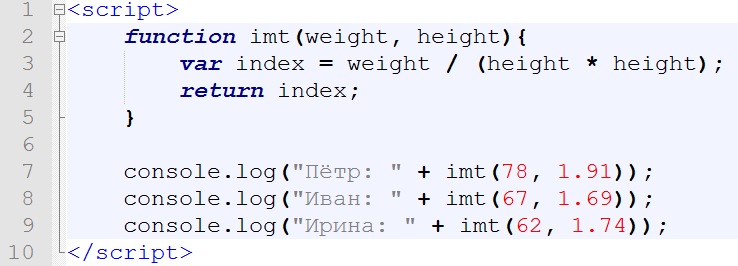 1 <script>
2 function imt(weight, height){
3 var index = weight / (height * height);
4 return index;
5 }
6
7 console.log("Пётр: " + imt(78, 1.91));
8 console.log("Иван: " + imt(67, 1.69));
9 console.log("Ирина: " + imt(62, 1.74));
10 </script>